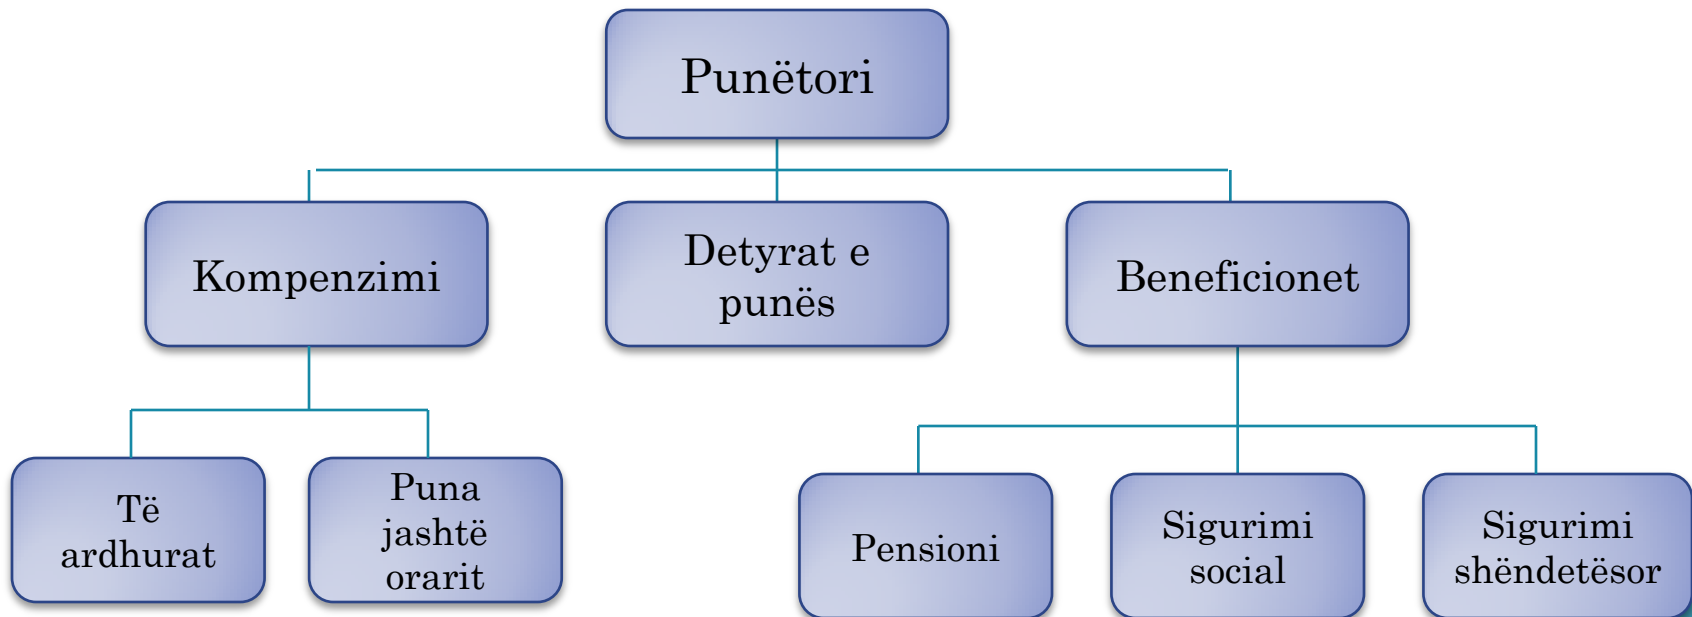 Punëtori
Kompenzimi
Detyrat e
punës
Beneficionet
Të
ardhurat
Puna
jashtë
orarit
Pensioni
Sigurimi
social
Sigurimi
shëndetësor